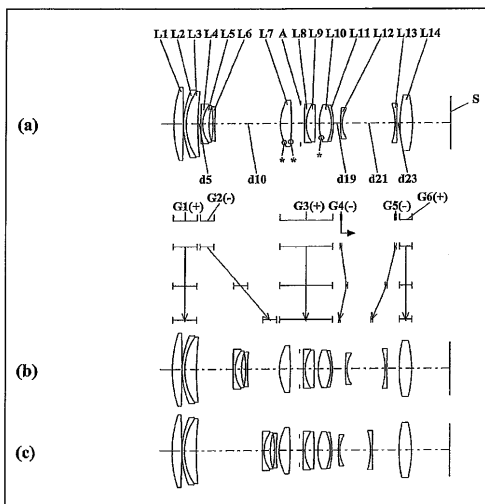 L1 L2 L3 L4 L5 L6 L7 A L8 L9 L10 L11 L12 L13 L14
S
(a)
* * *
d5 d10 d19 d21 d23
G1(+) G2(-) G3(+) G4(-) G5(-) G6(+)
(b)
(c)